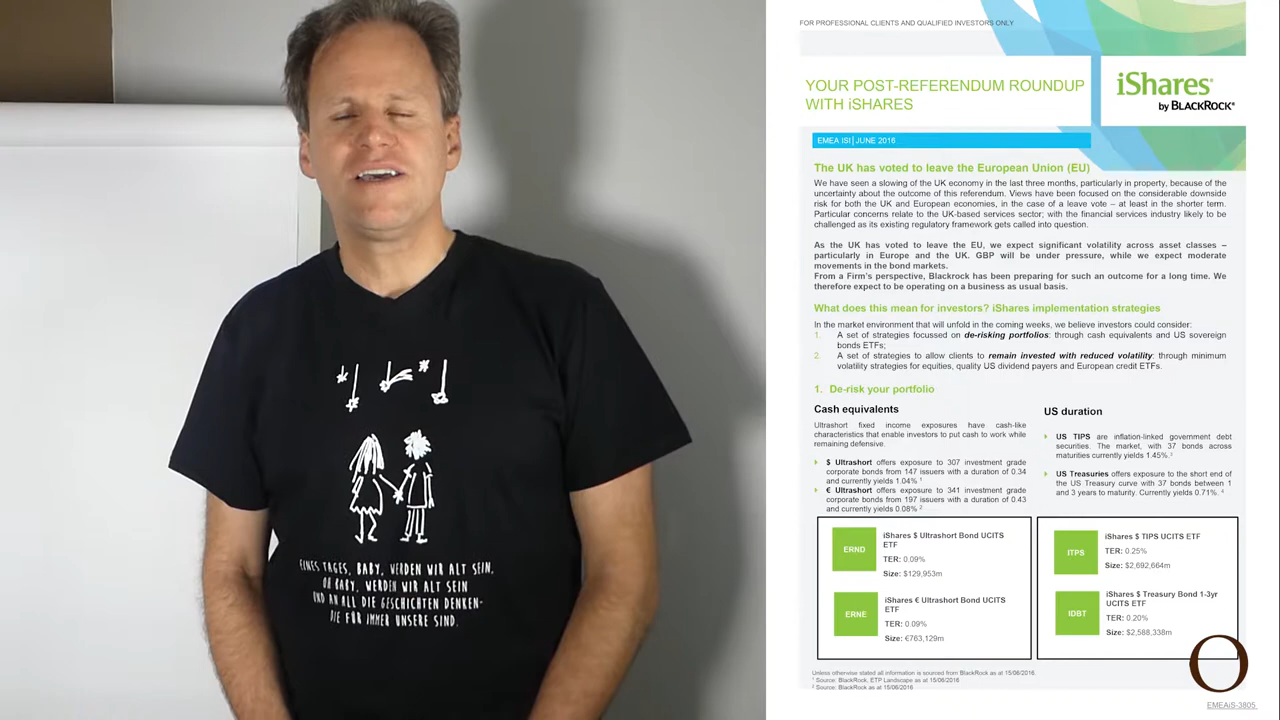 EINES TAGES, BABY, WERDEN WIR ALT SEIN,
OH BABY, WERDEN WIR ALT SEIN
UND AN ALL DIE GESCHICHTEN DENKEN-
DIE FÜR IMMER UNSERE SIND.
FOR PROFESSIONAL CLIENTS AND QUALIFIED INVESTORS ONLY
YOUR POST-REFERENDUM ROUNDUP
WITH iSHARES
iShares®
by BLACKROCK®
EMEA ISI| JUNE 2016
The UK has voted to leave the European Union (EU)
We have seen a slowing of the UK economy in the last three months, particularly in property, because of the
uncertainty about the outcome of this referendum. Views have been focused on the considerable downside
risk for both the UK and European economies, in the case of a leave vote – at least in the shorter term.
Particular concerns relate to the UK-based services sector; with the financial services industry likely to be
challenged as its existing regulatory framework gets called into question.
As the UK has voted to leave the EU, we expect significant volatility across asset classes –
particularly in Europe and the UK. GBP will be under pressure, while we expect moderate
movements in the bond markets.
From a Firm's perspective, Blackrock has been preparing for such an outcome for a long time. We
therefore expect to be operating on a business as usual basis.
What does this mean for investors? iShares implementation strategies
In the market environment that will unfold in the coming weeks, we believe investors could consider:
1. A set of strategies focussed on de-risking portfolios: through cash equivalents and US sovereign
bonds ETFs;
2. A set of strategies to allow clients to remain invested with reduced volatility: through minimum
volatility strategies for equities, quality US dividend payers and European credit ETFs.
1. De-risk your portfolio
Cash equivalents
Ultrashort fixed income exposures have cash-like
characteristics that enable investors to put cash to work while
remaining defensive.
$ Ultrashort offers exposure to 307 investment grade
corporate bonds from 147 issuers with a duration of 0.34
and currently yields 1.04% 1
€ Ultrashort offers exposure to 341 investment grade
corporate bonds from 197 issuers with a duration of 0.43
and currently yields 0.08% 2
US duration
US TIPS are inflation-linked government debt
securities. The market, with 37 bonds across
maturities currently yields 1.45%.3
US Treasuries offers exposure to the short end of
the US Treasury curve with 37 bonds between 1
and 3 years to maturity. Currently yields 0.71%. 4
ERND
iShares $ Ultrashort Bond UCITS
ETF
TER: 0.09%
Size: $129,953m
ERNE
iShares € Ultrashort Bond UCITS
ETF
TER: 0.09%
Size: €763,129m
ITPS
iShares $ TIPS UCITS ETF
TER: 0.25%
Size: $2,692,664m
IDBT
iShares $ Treasury Bond 1-3yr
UCITS ETF
TER: 0.20%
Size: $2,588,338m
Unless otherwise stated all information is sourced from BlackRock as at 15/06/2016.
1 Source: BlackRock. ETP Landscape as at 15/06/2016
2 Source: BlackRock as at 15/06/2016
O
EMEAiS-3805